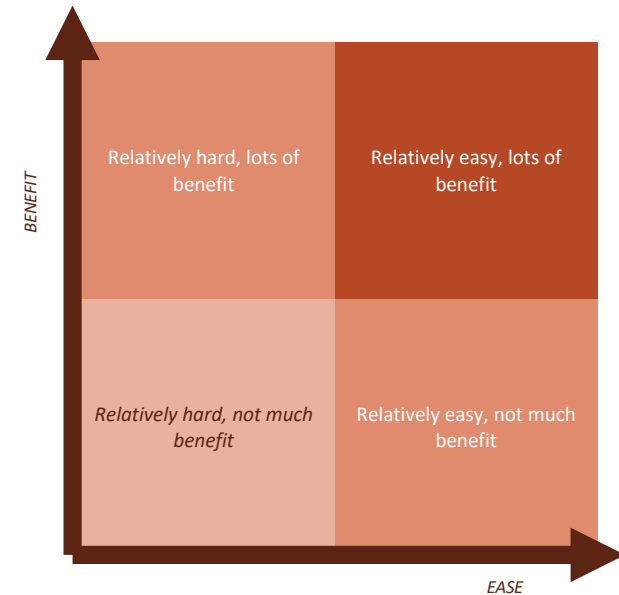 Relatively hard, lots of
benefit
Relatively easy, lots of
benefit
BENEFIT
Relatively hard, not much
benefit
Relatively easy, not much
benefit
EASE